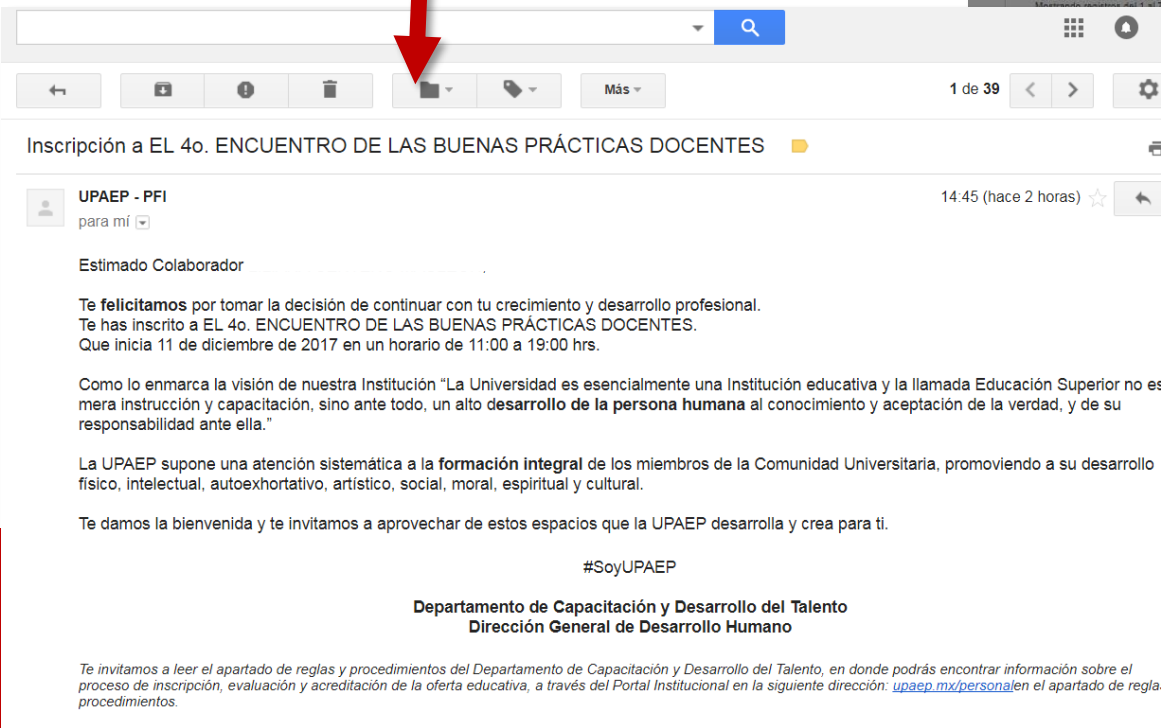 Mostrando registros del 1 al
Más
1 de 39
Inscripción a EL 4o. ENCUENTRO DE LAS BUENAS PRÁCTICAS DOCENTES
UPAEP - PFI
14:45 (hace 2 horas)
para mí
Estimado Colaborador
Te felicitamos por tomar la decisión de continuar con tu crecimiento y desarrollo profesional.
Te has inscrito a EL 4o. ENCUENTRO DE LAS BUENAS PRÁCTICAS DOCENTES.
Que inicia 11 de diciembre de 2017 en un horario de 11:00 a 19:00 hrs.
Como lo enmarca la visión de nuestra Institución “La Universidad es esencialmente una Institución educativa y la llamada Educación Superior no es
mera instrucción y capacitación, sino ante todo, un alto desarrollo de la persona humana al conocimiento y aceptación de la verdad, y de su
responsabilidad ante ella.”
La UPAEP supone una atención sistemática a la formación integral de los miembros de la Comunidad Universitaria, promoviendo a su desarrollo
físico, intelectual, autoexhortativo, artístico, social, moral, espiritual y cultural.
Te damos la bienvenida y te invitamos a aprovechar de estos espacios que la UPAEP desarrolla y crea para ti.
#SoyUPAEP
Departamento de Capacitación y Desarrollo del Talento
Dirección General de Desarrollo Humano
Te invitamos a leer el apartado de reglas y procedimientos del Departamento de Capacitación y Desarrollo del Talento, en donde podrás encontrar información sobre el
proceso de inscripción, evaluación y acreditación de la oferta educativa, a través del Portal Institucional en la siguiente dirección: upaep.mx/personalen el apartado de regla
procedimientos.